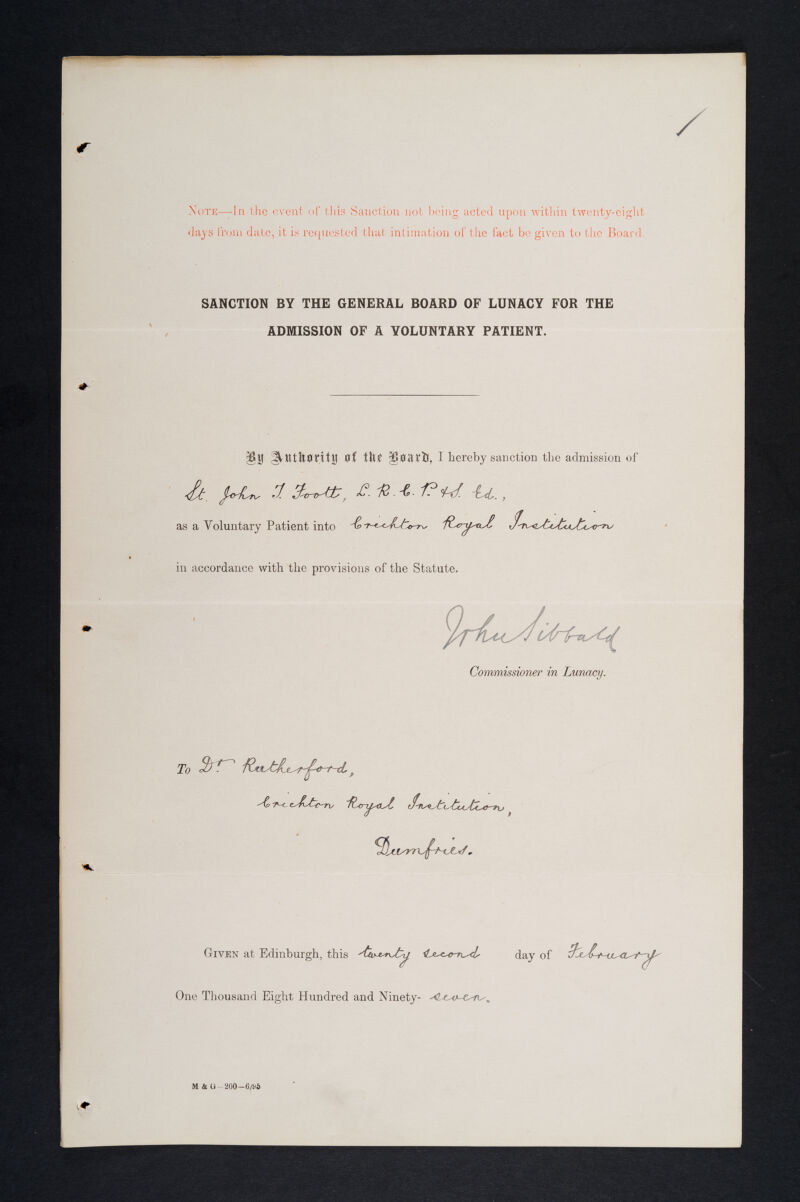 /
NOTE—In the event of this Sanction not being acted upon within twenty-eight
days from date, it is requested that intimation of the fact be given to the Board.
SANCTION BY THE GENERAL BOARD OF LUNACY FOR THE
ADMISSION OF A VOLUNTARY PATIENT.
By Authority of the Board, I hereby sanction the admission of
St. John T. Foott, L.R.C.P&S. Ed.,
as a Voluntary Patient into Crichton Royal Institution
in accordance with the provisions of the Statute.
John Sibbald
Commissioner in Lunacy.
To Dr Rutherford,
Crichton Royal Institution,
Dumfries.
GIVEN at Edinburgh, this twenty second day of February
One Thousand Eight Hundred and Ninety- seven.
M & G—200—6/95